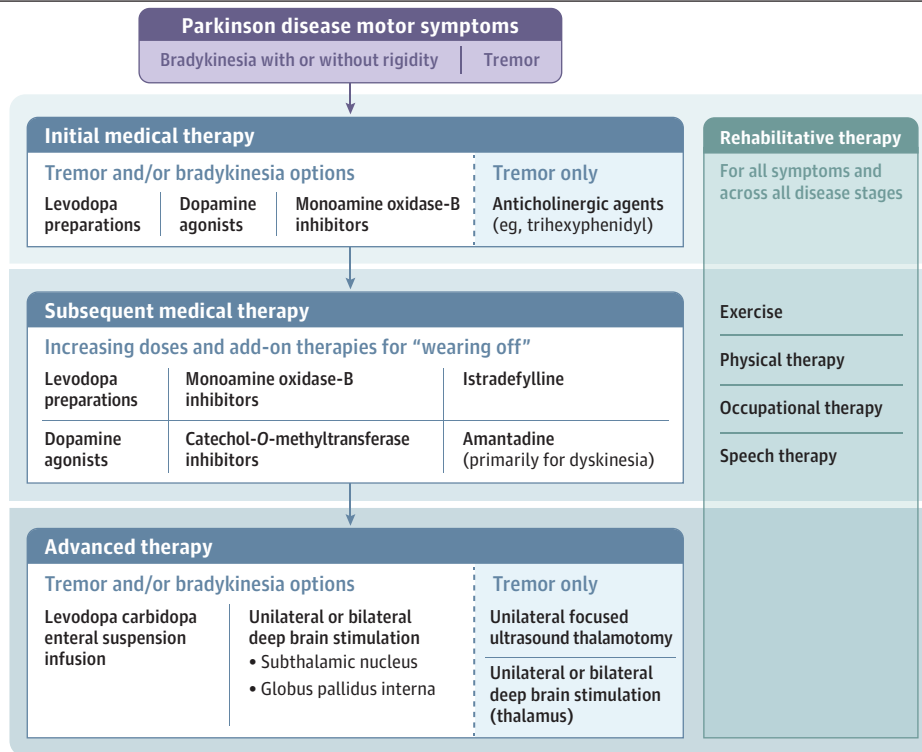 Parkinson disease motor symptoms
Bradykinesia with or without rigidity
Tremor
Initial medical therapy
Tremor and/or bradykinesia options
Levodopa
preparations
Dopamine
agonists
Monoamine oxidase-B
inhibitors
Tremor only
Anticholinergic agents
(eg, trihexyphenidyl)
Subsequent medical therapy
Increasing doses and add-on therapies for “wearing off”
Levodopa
preparations
Monoamine oxidase-B
inhibitors
Istradefylline
Dopamine
agonists
Catechol-O-methyltransferase
inhibitors
Amantadine
(primarily for dyskinesia)
Advanced therapy
Tremor and/or bradykinesia options
Levodopa carbidopa
enteral suspension
infusion
Unilateral or bilateral
deep brain stimulation
• Subthalamic nucleus
• Globus pallidus interna
Tremor only
Unilateral focused
ultrasound thalamotomy
Unilateral or bilateral
deep brain stimulation
(thalamus)
Rehabilitative therapy
For all symptoms and
across all disease stages
Exercise
Physical therapy
Occupational therapy
Speech therapy